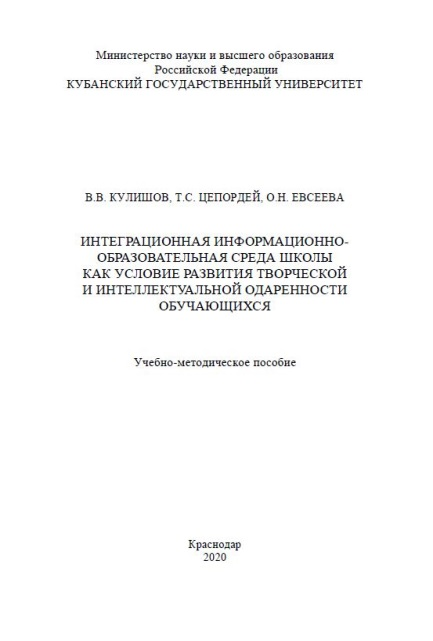 Министерство науки и высшего образования
Российской Федерации
КУБАНСКИЙ ГОСУДАРСТВЕННЫЙ УНИВЕРСИТЕТ
В.В. КУЛИШОВ, Т.С. ЦЕПОРДЕЙ, О.Н. ЕВСЕЕВА
ИНТЕГРАЦИОННАЯ ИНФОРМАЦИОННО-
ОБРАЗОВАТЕЛЬНАЯ СРЕДА ШКОЛЫ
КАК УСЛОВИЕ РАЗВИТИЯ ТВОРЧЕСКОЙ
И ИНТЕЛЛЕКТУАЛЬНОЙ ОДАРЕННОСТИ
ОБУЧАЮЩИХСЯ
Учебно-методическое пособие
Краснодар
2020